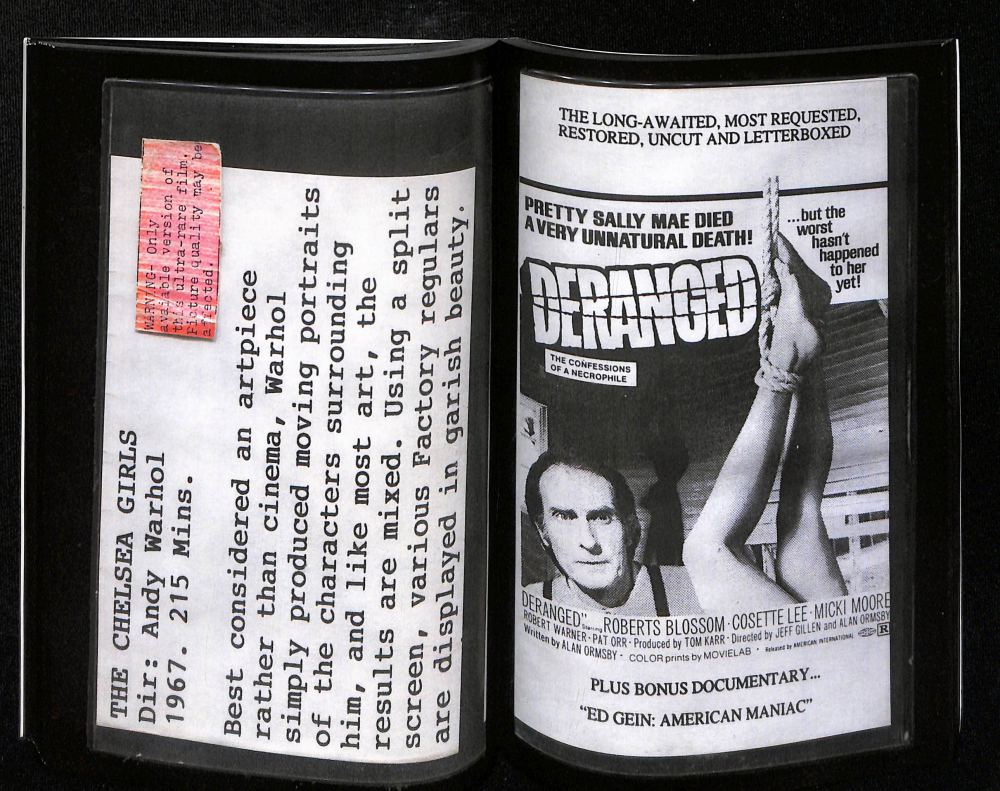 WARNING- Only
available version of
this ultra-rare film.
Picture quality may be
affected.
THE CHELSEA GIRLS
Dir: Andy Warhol
1967. 215 Mins.
Best considered an artpiece
rather than cinema, Warhol
simply produced moving portraits
of the characters surrounding
him, and like most art, the
results are mixed. Using a split
screen, various Factory regulars
are displayed in garish beauty.
THE LONG-AWAITED, MOST REQUESTED,
RESTORED, UNCUT AND LETTERBOXED
PRETTY SALLY MAE DIED
A VERY UNNATURAL DEATH!
...but the
worst
hasn't
happened
to her
yet!
DERANGED
THE CONFESSIONS
OF A NECROPHILE
"DERANGED" Starring ROBERTS BLOSSOM · COSETTE LEE · MICKI MOORE
ROBERT WARNER · PAT ORR · Produced by TOM KARR · Directed by JEFF GILLEN and ALAN ORMSBY
Written by ALAN ORMSBY · COLOR prints by MOVIELAB · Released by AMERICAN INTERNATIONAL R
PLUS BONUS DOCUMENTARY...
"ED GEIN: AMERICAN MANIAC"